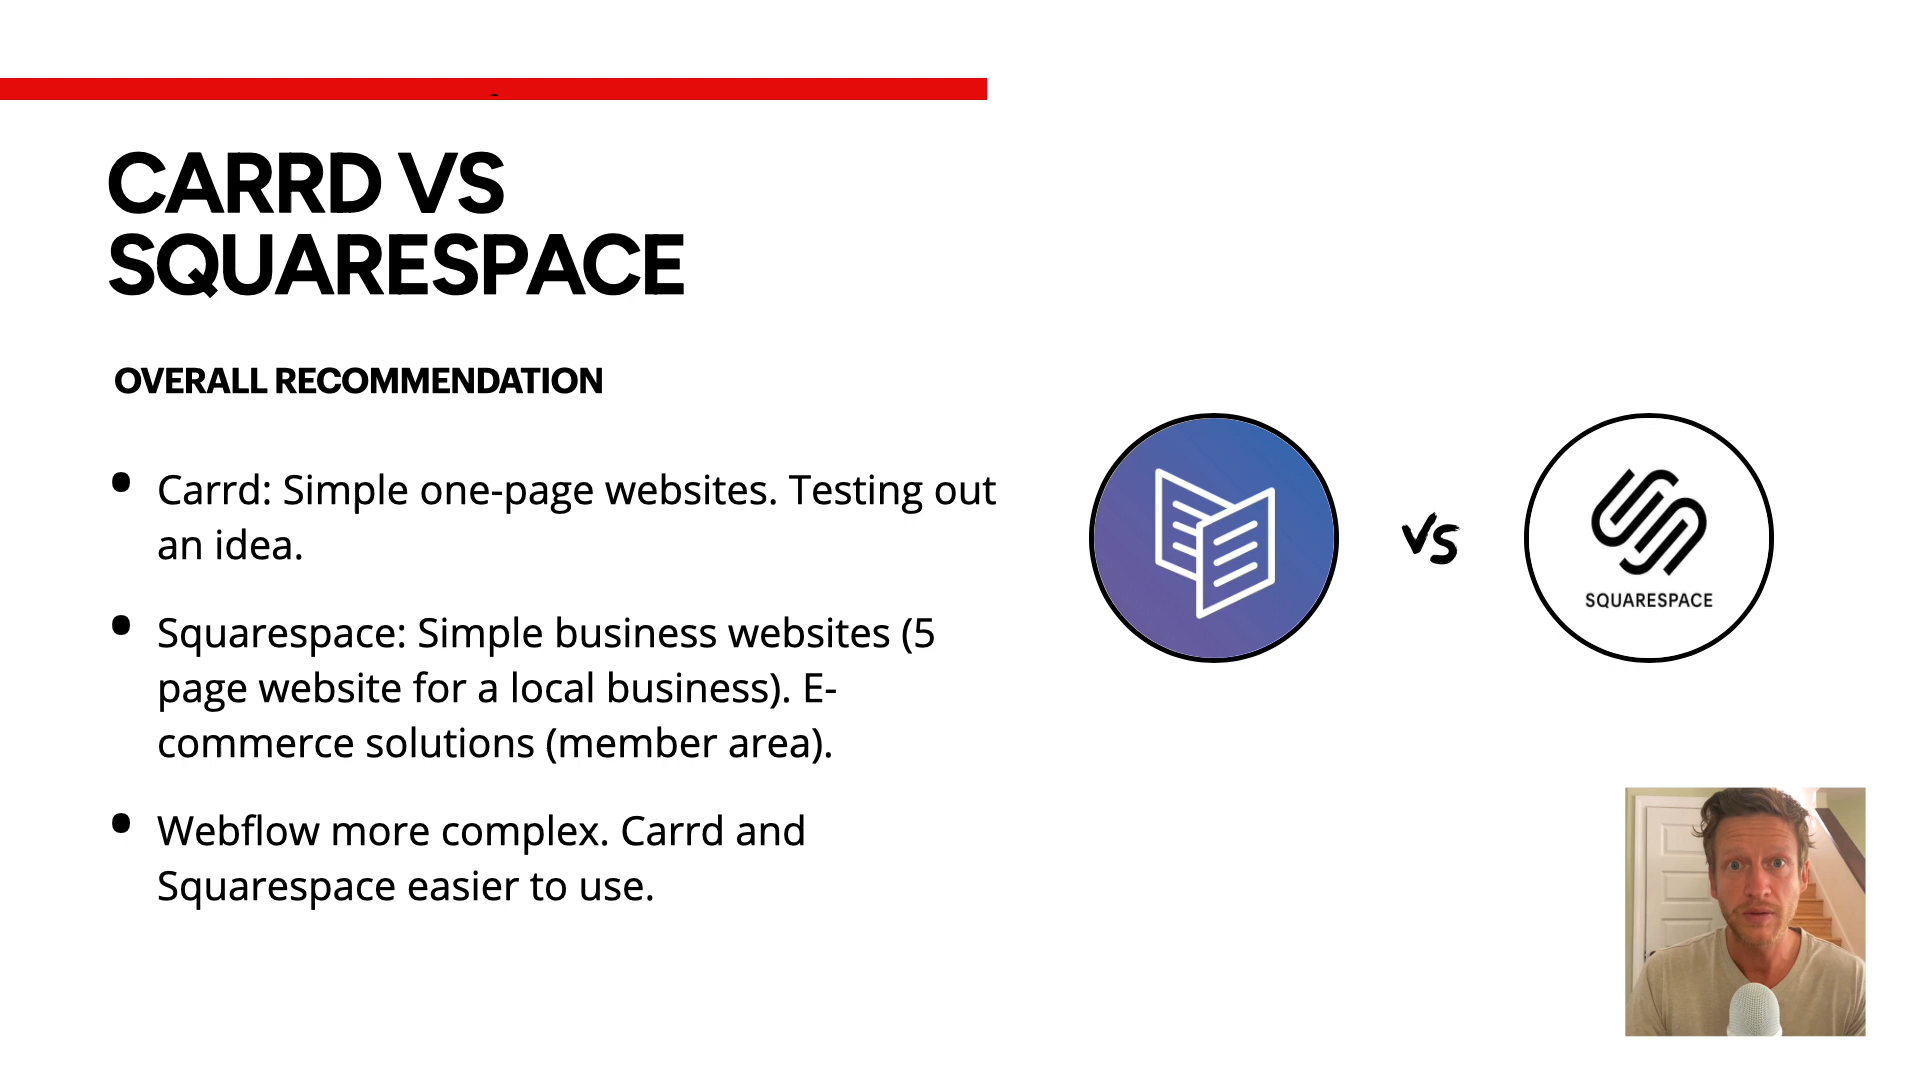 CARRD VS
SQUARESPACE
OVERALL RECOMMENDATION
• Carrd: Simple one-page websites. Testing out
an idea.
• Squarespace: Simple business websites (5
page website for a local business). E-
commerce solutions (member area).
• Webflow more complex. Carrd and
Squarespace easier to use.
VS
SQUARESPACE